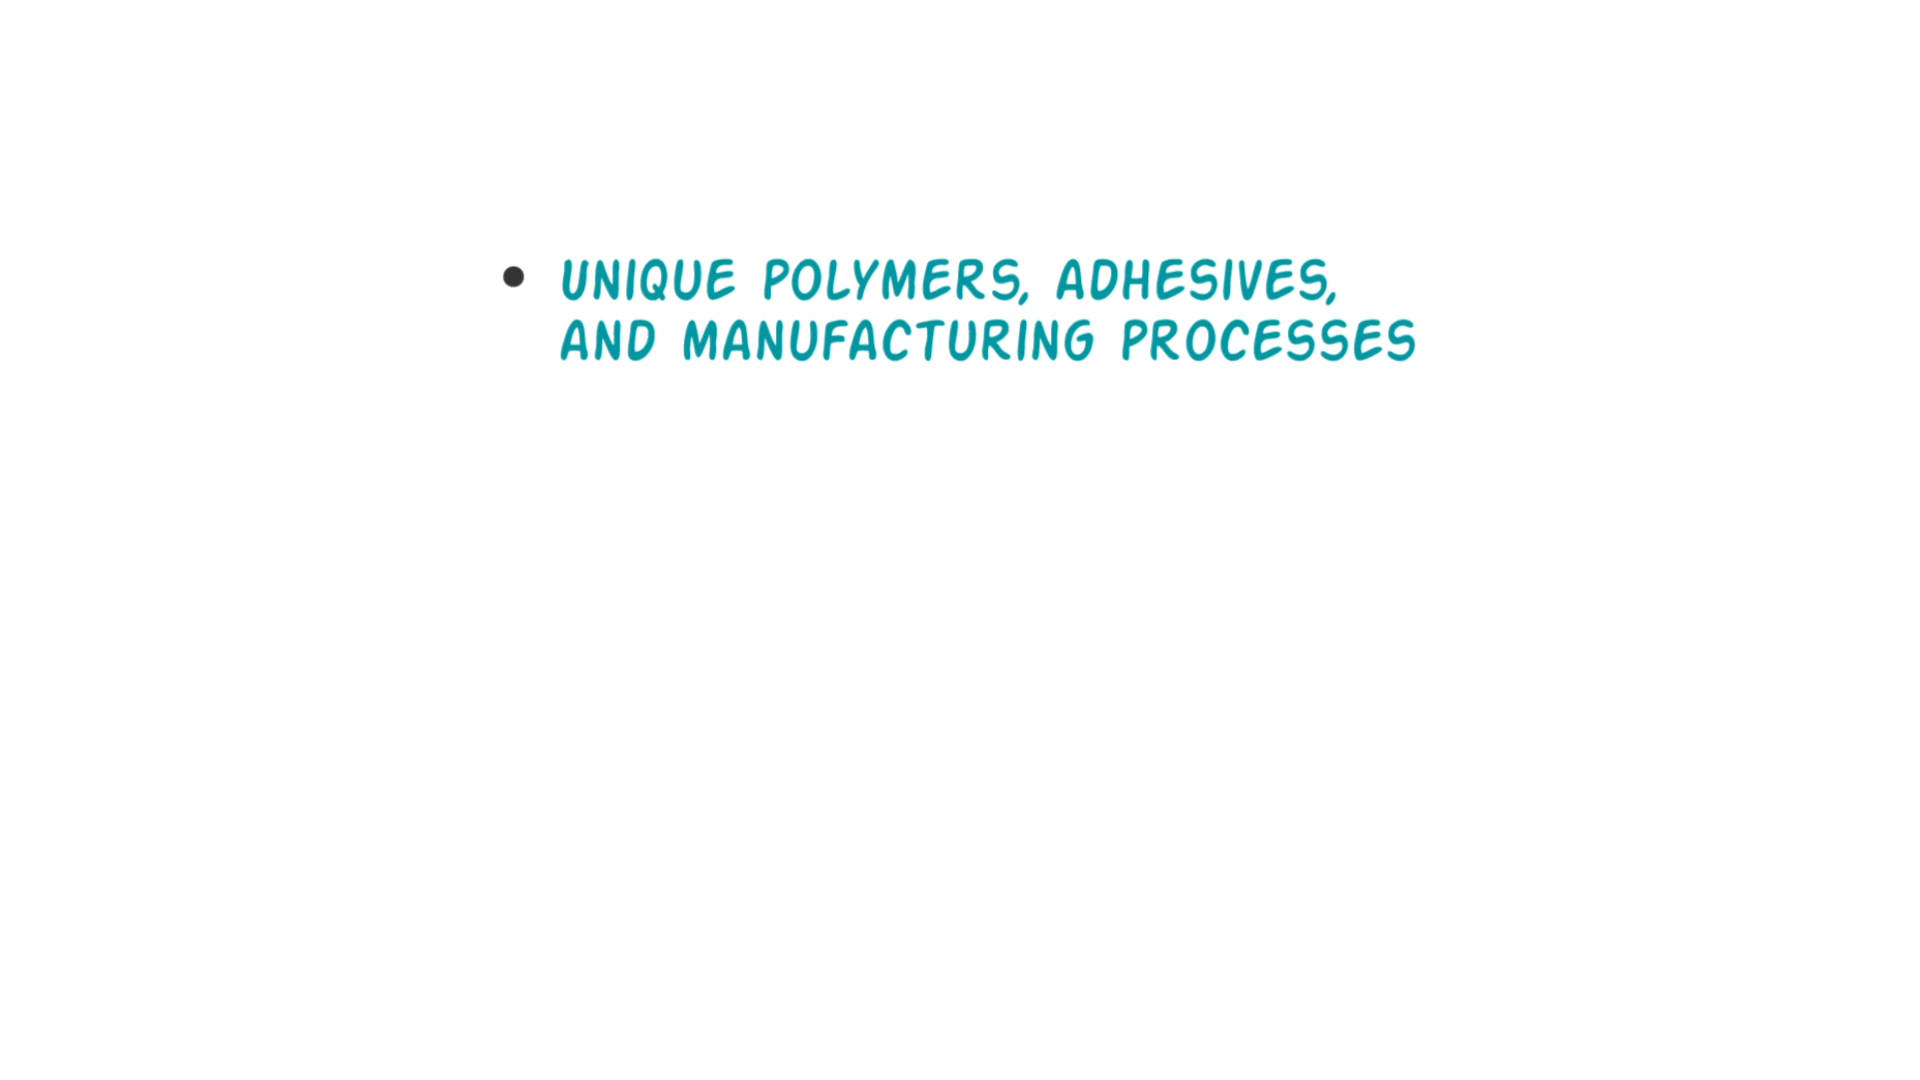 • UNIQUE POLYMERS, ADHESIVES,
AND MANUFACTURING PROCESSES